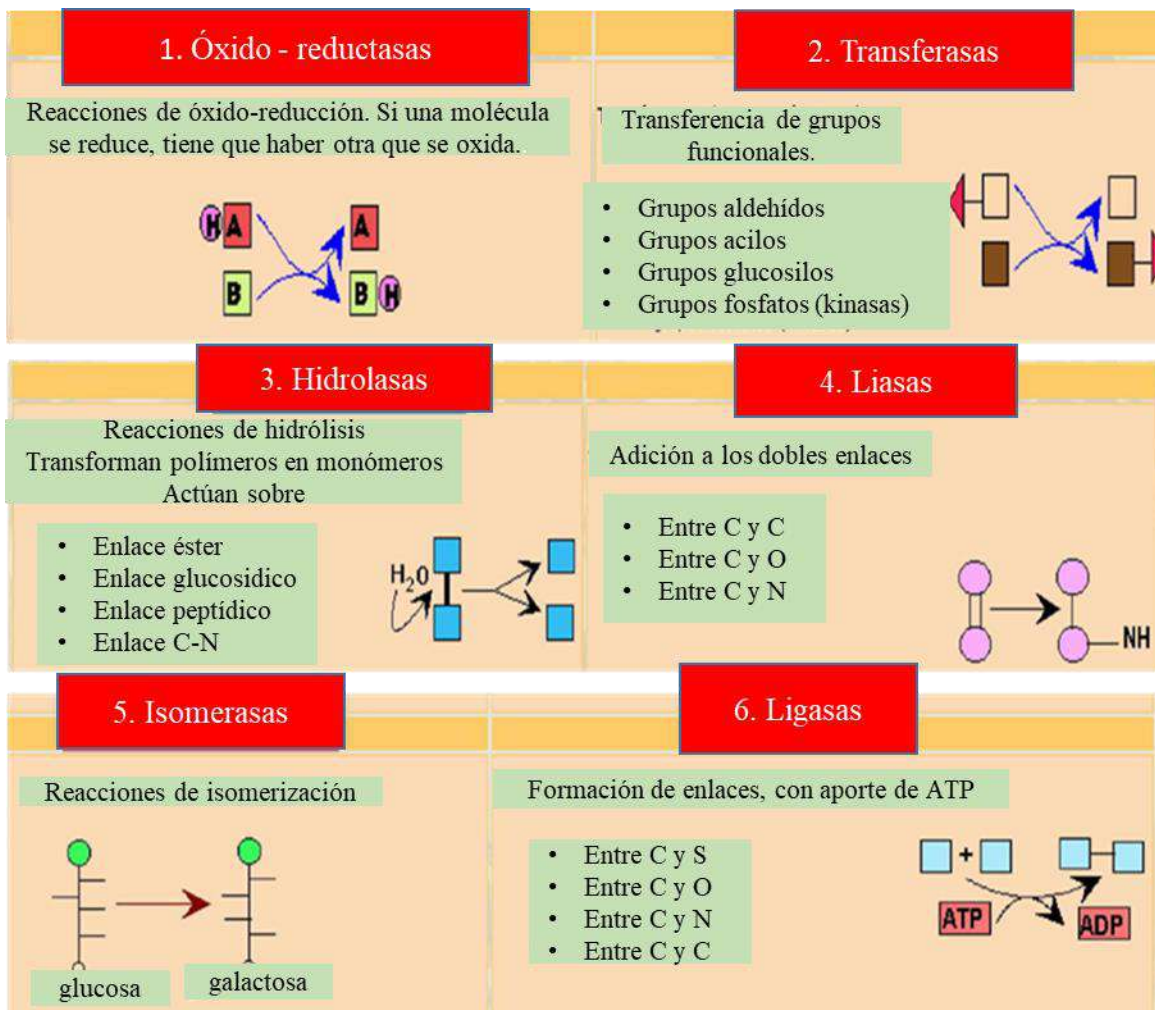 1. Óxido - reductasas
Reacciones de óxido-reducción. Si una molécula
se reduce, tiene que haber otra que se oxida.
H A
A
B
B H
2. Transferasas
Transferencia de grupos
funcionales.
• Grupos aldehídos
• Grupos acilos
• Grupos glucosilos
• Grupos fosfatos (kinasas)
3. Hidrolasas
Reacciones de hidrólisis
Transforman polímeros en monómeros
Actúan sobre
• Enlace éster
• Enlace glucosidico
• Enlace peptídico
• Enlace C-N
H2O
4. Liasas
Adición a los dobles enlaces
• Entre C y C
• Entre C y O
• Entre C y N
NH
5. Isomerasas
Reacciones de isomerización
glucosa
galactosa
6. Ligasas
Formación de enlaces, con aporte de ATP
• Entre C y S
• Entre C y O
• Entre C y N
• Entre C y C
+
ATP
ADP